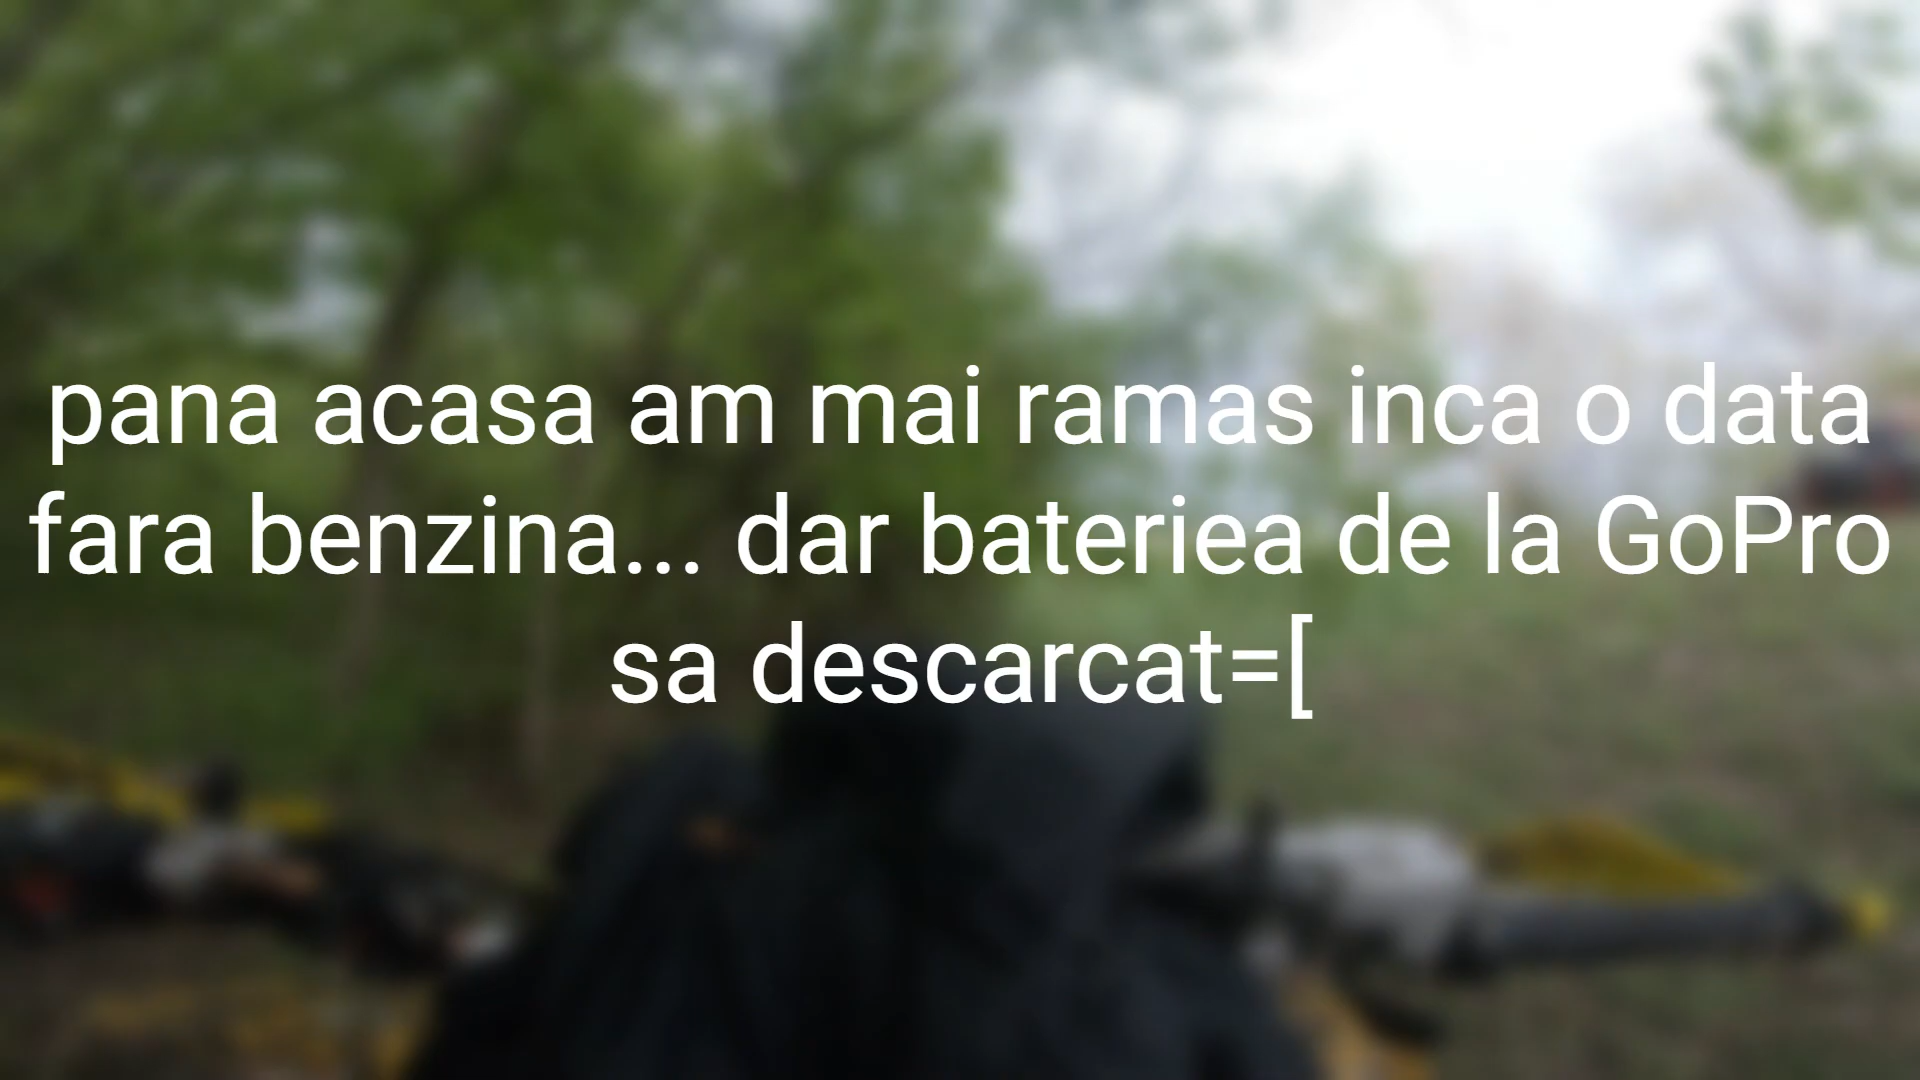 pana acasa am mai ramas inca o data
fara benzina... dar bateriea de la GoPro
sa descarcat=[